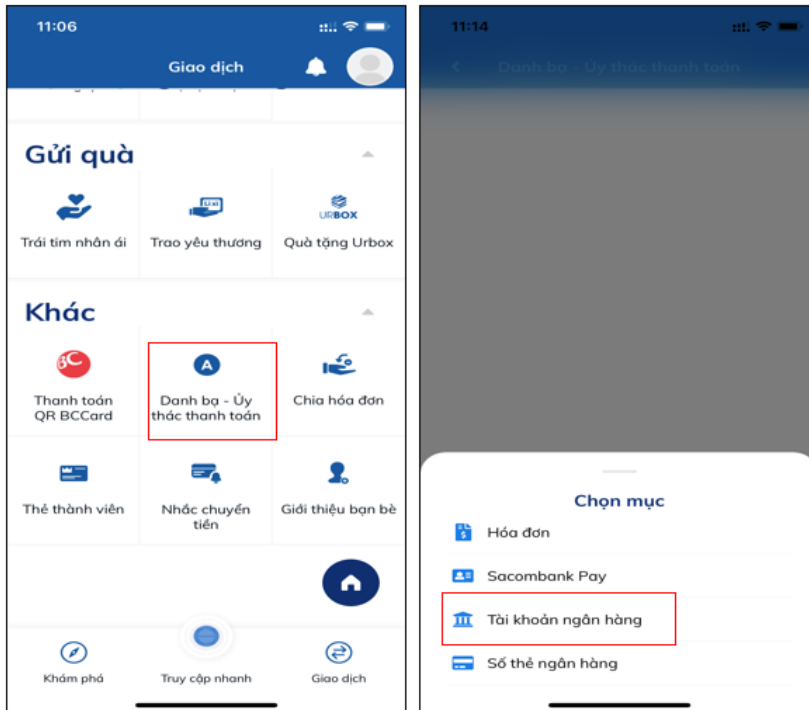 11:06
Giao dịch
Gửi quà
Trái tim nhân ái
Lì xì
Trao yêu thương
URBOX
Quà tặng Urbox
Khác
BC
Thanh toán
QR BCCard
A
Danh bạ - Ủy
thác thanh toán
Chia hóa đơn
Thẻ thành viên
Nhắc chuyển
tiền
Giới thiệu bạn bè
Khám phá
Truy cập nhanh
Giao dịch
11:14
Danh bạ - Ủy thác thanh toán
Chọn mục
Hóa đơn
Sacombank Pay
Tài khoản ngân hàng
Số thẻ ngân hàng